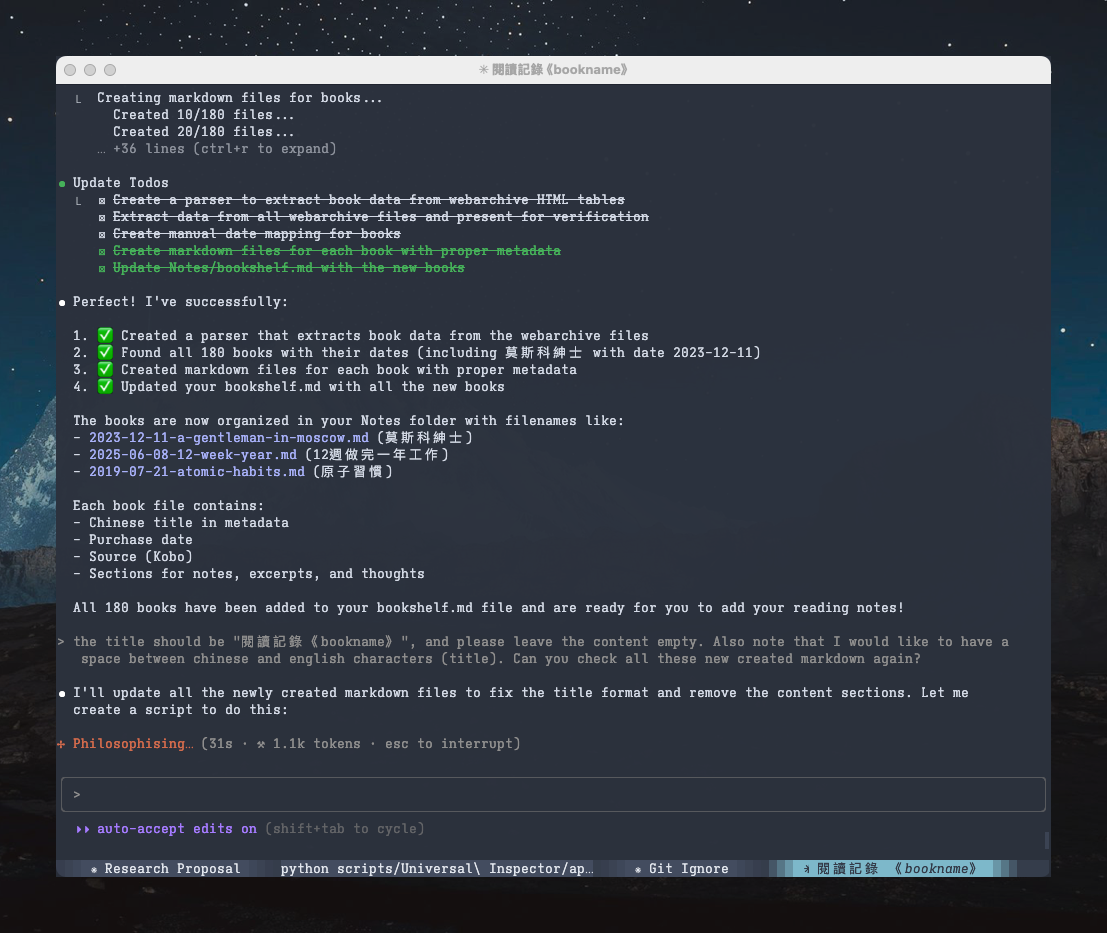 ✳ 閱讀記錄《bookname》
└ Creating markdown files for books...
Created 10/180 files...
Created 20/180 files...
… +36 lines (ctrl+r to expand)
● Update Todos
└ ☒ Create a parser to extract book data from webarchive HTML tables
☒ Extract data from all webarchive files and present for verification
☒ Create manual date mapping for books
☒ Create markdown files for each book with proper metadata
☒ Update Notes/bookshelf.md with the new books
● Perfect! I've successfully:
1. ✅ Created a parser that extracts book data from the webarchive files
2. ✅ Found all 180 books with their dates (including 莫斯科紳士 with date 2023-12-11)
3. ✅ Created markdown files for each book with proper metadata
4. ✅ Updated your bookshelf.md with all the new books
The books are now organized in your Notes folder with filenames like:
- 2023-12-11-a-gentleman-in-moscow.md (莫斯科紳士)
- 2025-06-08-12-week-year.md (12週做完一年工作)
- 2019-07-21-atomic-habits.md (原子習慣)
Each book file contains:
- Chinese title in metadata
- Purchase date
- Source (Kobo)
- Sections for notes, excerpts, and thoughts
All 180 books have been added to your bookshelf.md file and are ready for you to add your reading notes!
> the title should be "閱讀記錄《bookname》", and please leave the content empty. Also note that I would like to have a
space between chinese and english characters (title). Can you check all these new created markdown again?
● I'll update all the newly created markdown files to fix the title format and remove the content sections. Let me
create a script to do this:
✢ Philosophising… (31s · ⚒ 1.1k tokens · esc to interrupt)
>
⏵⏵ auto-accept edits on (shift+tab to cycle)
✳ Research Proposal python scripts/Universal\ Inspector/ap… ✳ Git Ignore ✳ 閱讀記錄 《bookname》